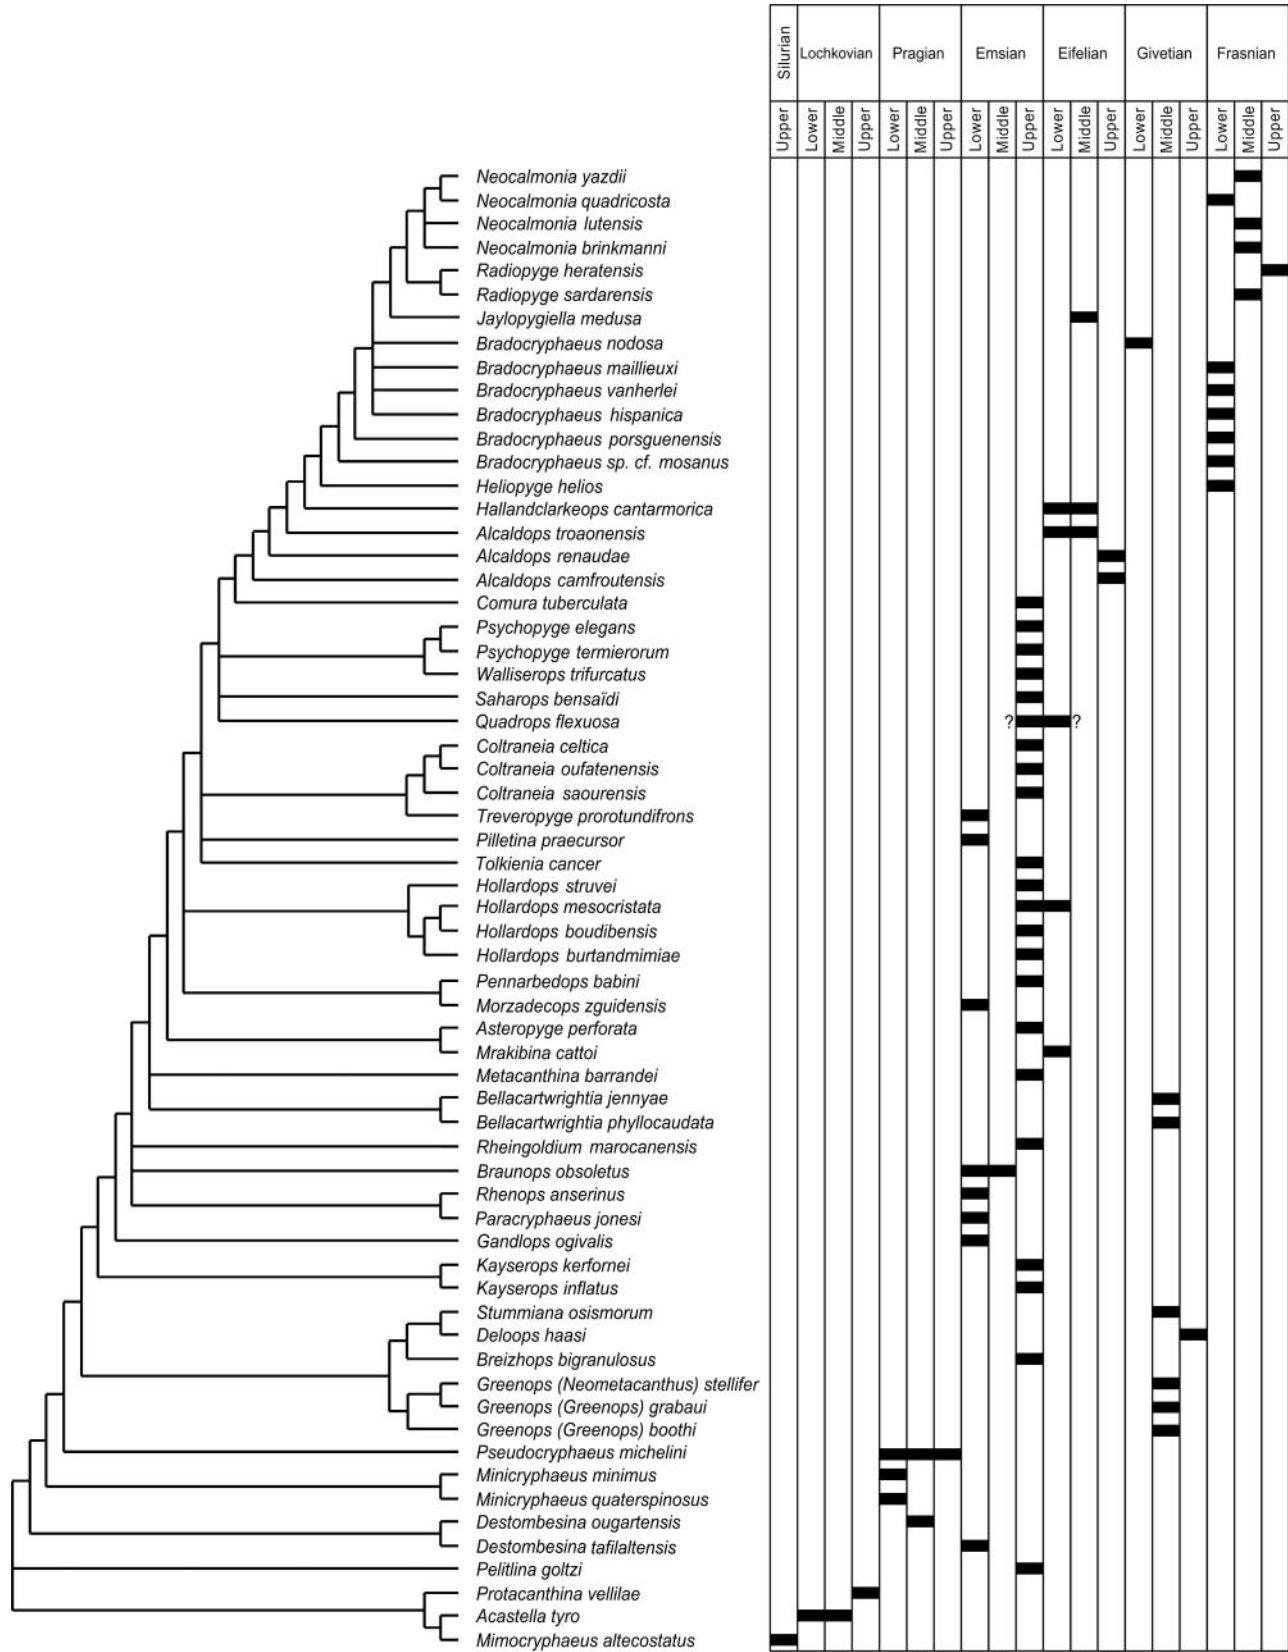 Silurian Lochkovian Pragian Emsian Eifelian Givetian Frasnian
Upper Lower Middle Upper Lower Middle Upper Lower Middle Upper Lower Middle Upper Lower Middle Upper Lower Middle Upper
Neocalmonia yazdii
Neocalmonia quadricosta
Neocalmonia lutensis
Neocalmonia brinkmanni
Radiopyge heratensis
Radiopyge sardarensis
Jaylopygiella medusa
Bradocryphaeus nodosa
Bradocryphaeus maillieuxi
Bradocryphaeus vanherlei
Bradocryphaeus hispanica
Bradocryphaeus porsguenensis
Bradocryphaeus sp. cf. mosanus
Heliopyge helios
Hallandclarkeops cantarmorica
Alcaldops troaonensis
Alcaldops renaudae
Alcaldops camfroutensis
Comura tuberculata
Psychopyge elegans
Psychopyge termierorum
Walliserops trifurcatus
Saharops bensaïdi
Quadrops flexuosa ? ?
Coltraneia celtica
Coltraneia oufatenensis
Coltraneia saourensis
Treveropyge prorotundifrons
Pilletina praecursor
Tolkienia cancer
Hollardops struvei
Hollardops mesocristata
Hollardops boudibensis
Hollardops burtandmimiae
Pennarbedops babini
Morzadecops zguidensis
Asteropyge perforata
Mrakibina cattoi
Metacanthina barrandei
Bellacartwrightia jennyae
Bellacartwrightia phyllocaudata
Rheingoldium marocanensis
Braunops obsoletus
Rhenops anserinus
Paracryphaeus jonesi
Gandlops ogivalis
Kayserops kerfornei
Kayserops inflatus
Stummiana osismorum
Deloops haasi
Breizhops bigranulosus
Greenops (Neometacanthus) stellifer
Greenops (Greenops) grabaui
Greenops (Greenops) boothi
Pseudocryphaeus michelini
Minicryphaeus minimus
Minicryphaeus quaterspinosus
Destombesina ougartensis
Destombesina tafilaltensis
Pelitlina goltzi
Protacanthina vellilae
Acastella tyro
Mimocryphaeus altecostatus